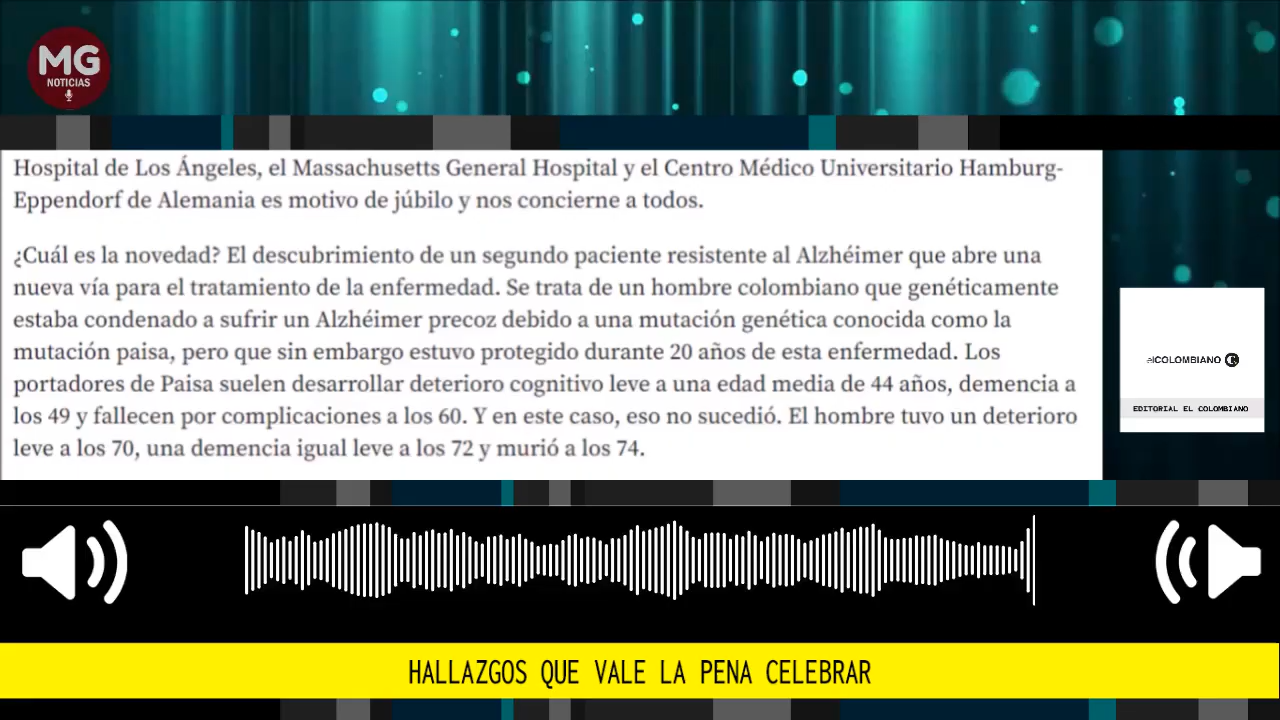 MG
NOTICIAS
Hospital de Los Ángeles, el Massachusetts General Hospital y el Centro Médico Universitario Hamburg-
Eppendorf de Alemania es motivo de júbilo y nos concierne a todos.
¿Cuál es la novedad? El descubrimiento de un segundo paciente resistente al Alzhéimer que abre una
nueva vía para el tratamiento de la enfermedad. Se trata de un hombre colombiano que genéticamente
estaba condenado a sufrir un Alzhéimer precoz debido a una mutación genética conocida como la
mutación paisa, pero que sin embargo estuvo protegido durante 20 años de esta enfermedad. Los
portadores de Paisa suelen desarrollar deterioro cognitivo leve a una edad media de 44 años, demencia a
los 49 y fallecen por complicaciones a los 60. Y en este caso, eso no sucedió. El hombre tuvo un deterioro
leve a los 70, una demencia igual leve a los 72 y murió a los 74.
elCOLOMBIANO C
EDITORIAL EL COLOMBIANO
HALLAZGOS QUE VALE LA PENA CELEBRAR